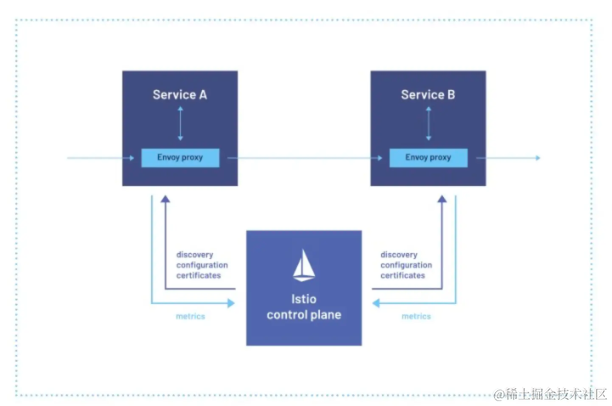 Service A
Service B
Envoy proxy
Envoy proxy
discovery
configuration
certificates
discovery
configuration
certificates
Istio
control plane
metrics
metrics
@稀土掘金技术社区